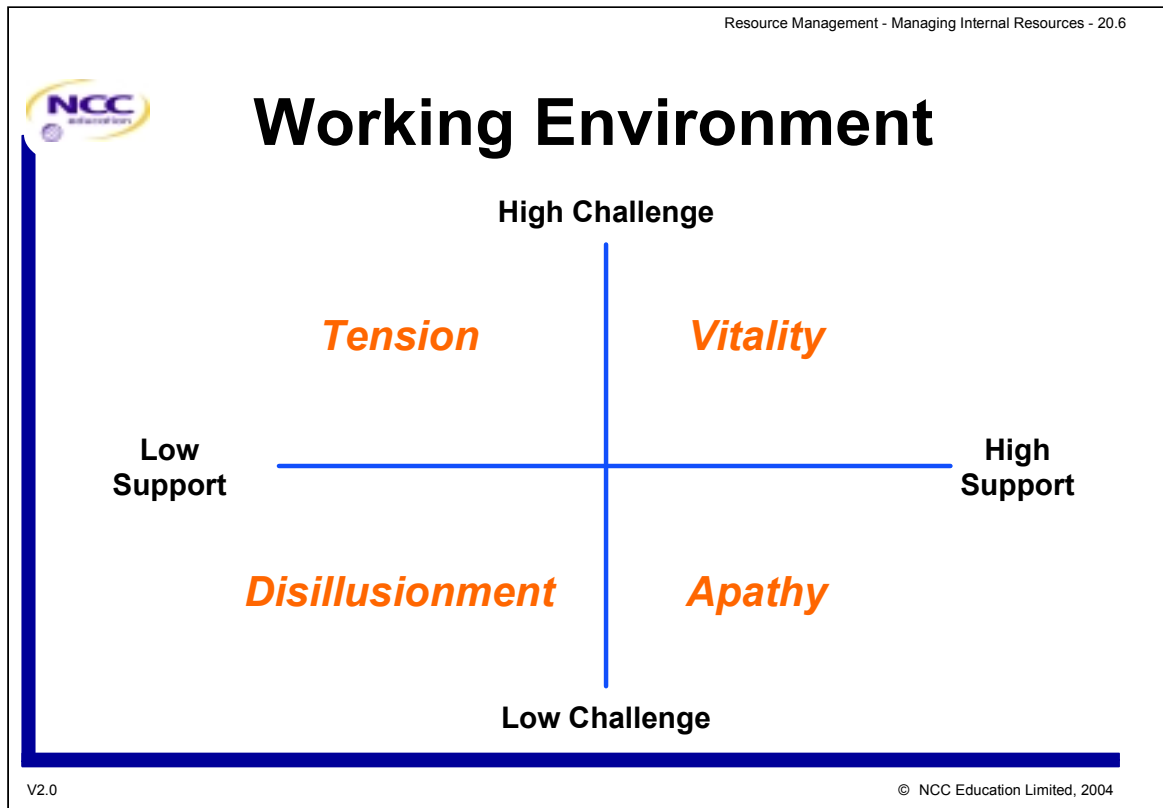 Resource Management - Managing Internal Resources - 20.6
NCC
education
Working Environment
High Challenge
Tension
Vitality
Low
Support
High
Support
Disillusionment
Apathy
Low Challenge
V2.0
© NCC Education Limited, 2004